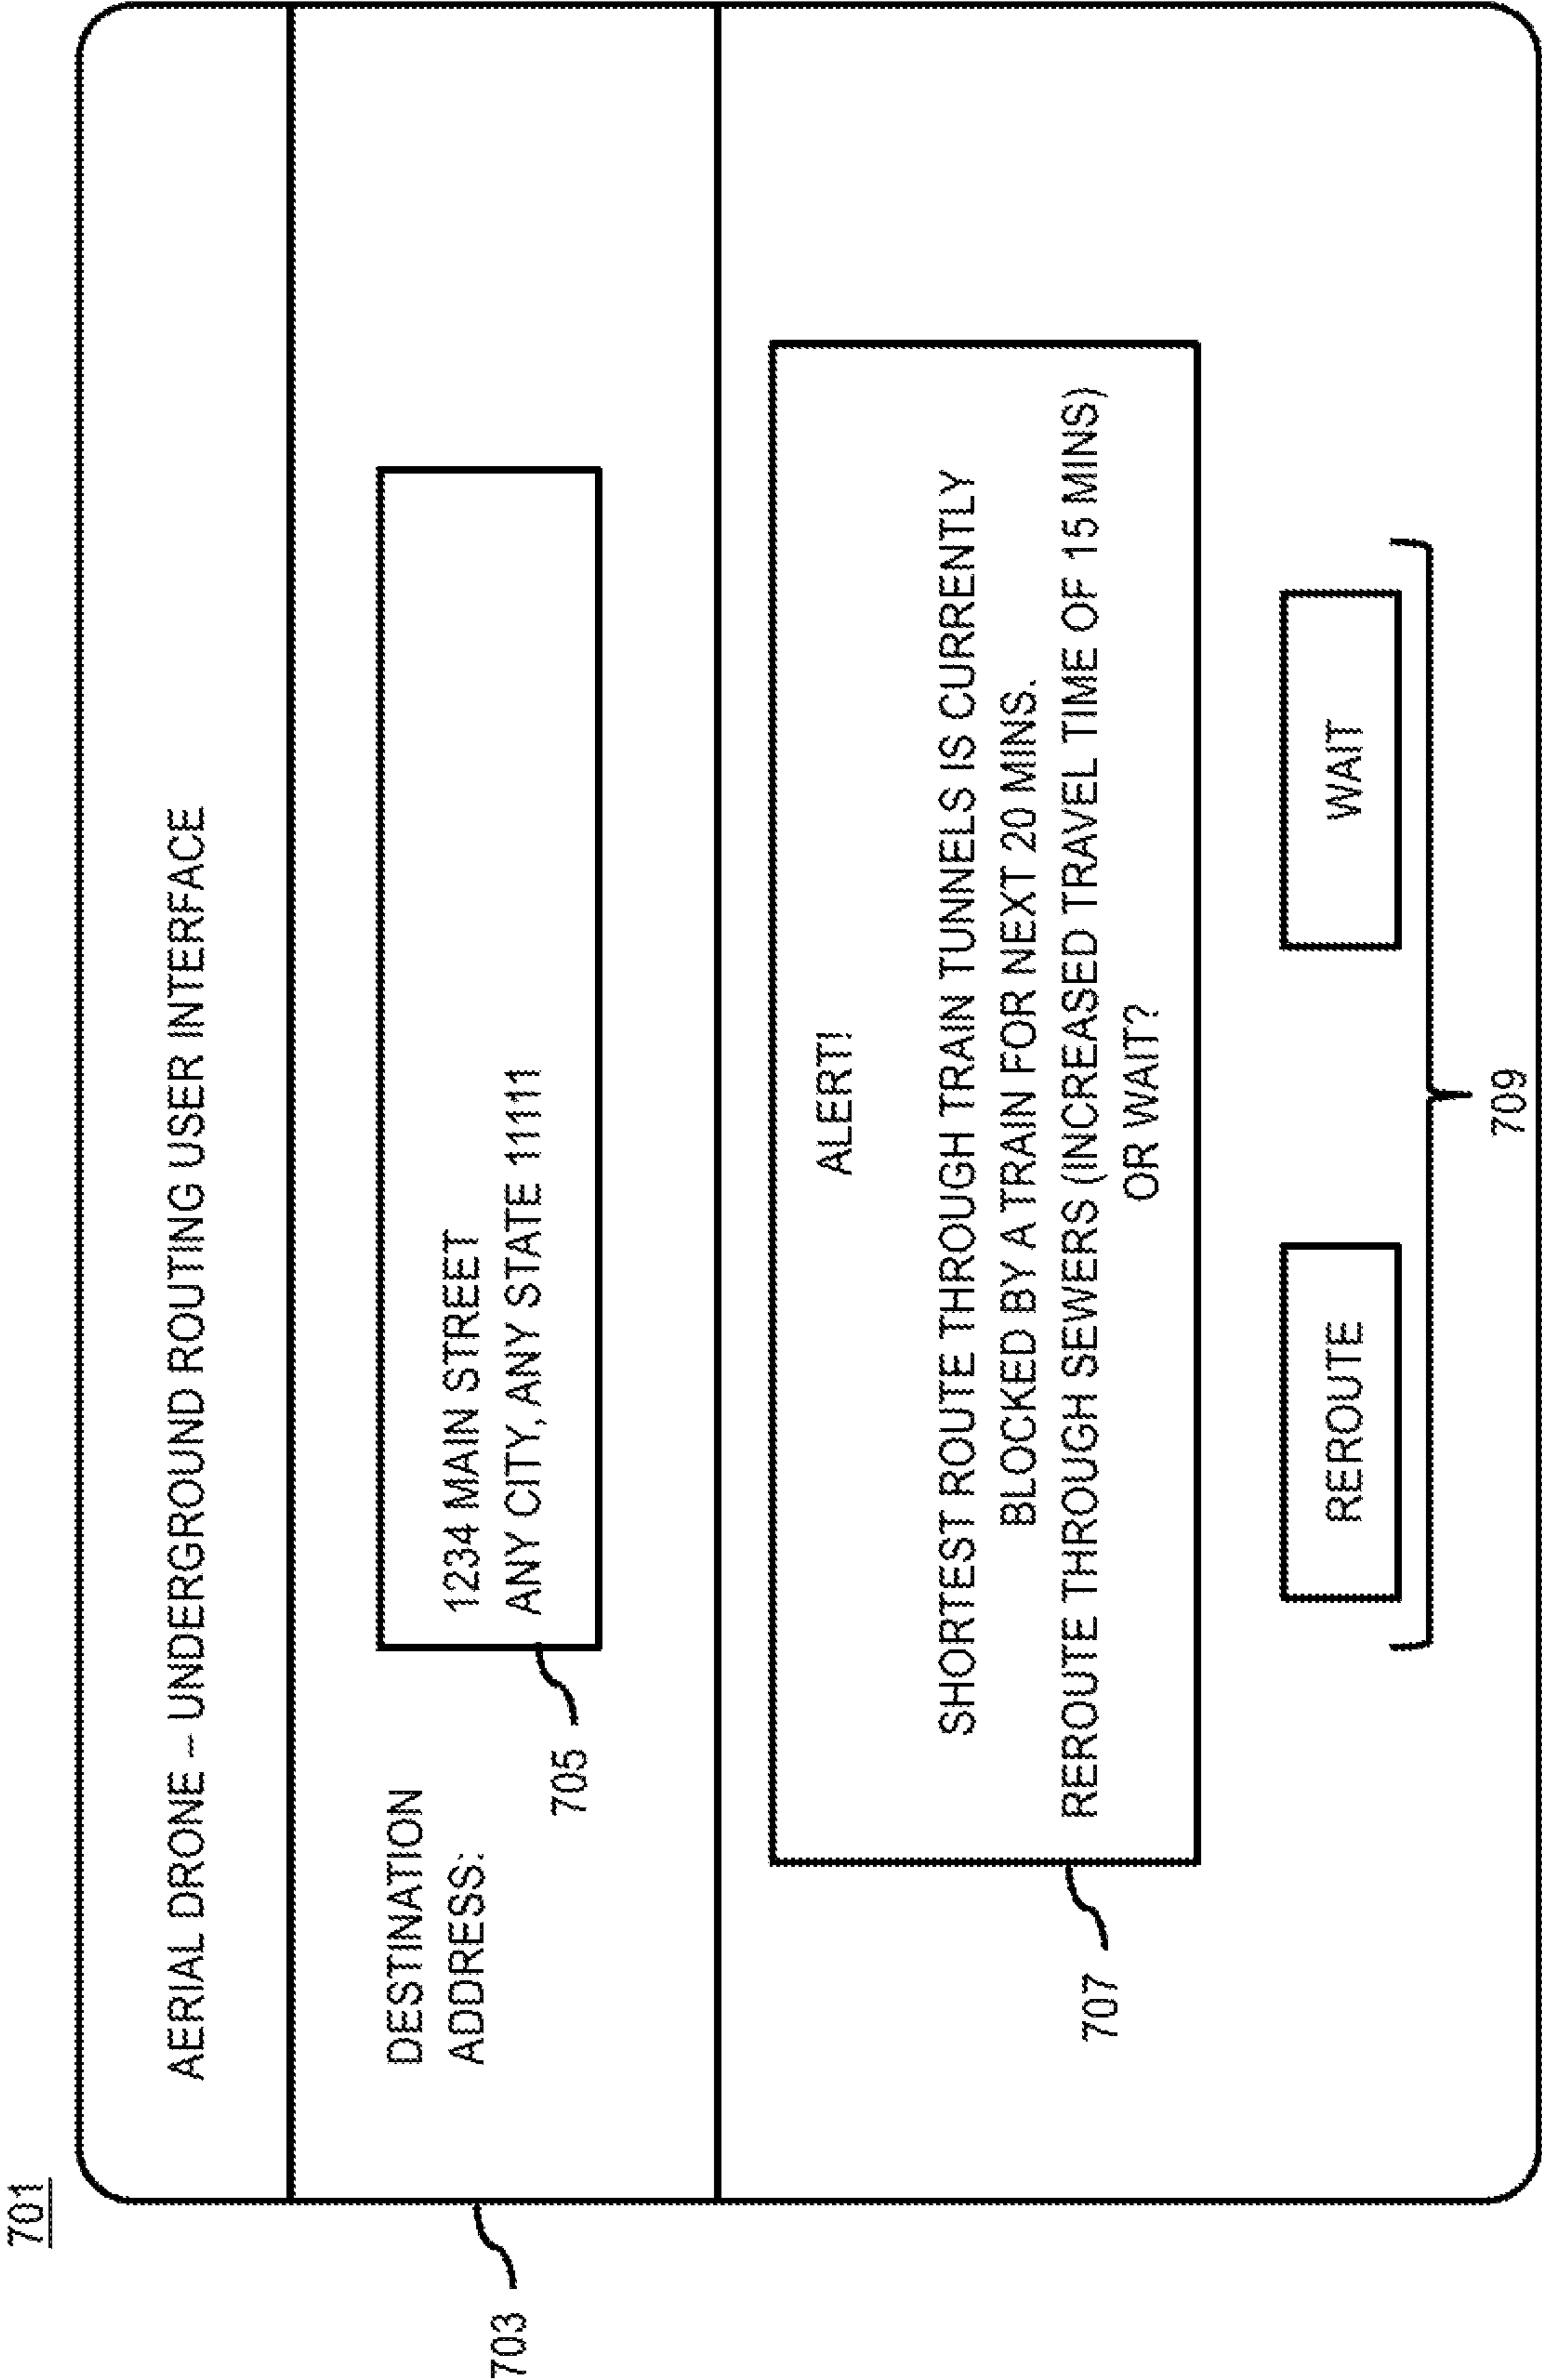 701
AERIAL DRONE – UNDERGROUND ROUTING USER INTERFACE
703
DESTINATION
ADDRESS:
1234 MAIN STREET
ANY CITY, ANY STATE 11111
705
ALERT!
SHORTEST ROUTE THROUGH TRAIN TUNNELS IS CURRENTLY
BLOCKED BY A TRAIN FOR NEXT 20 MINS.
REROUTE THROUGH SEWERS (INCREASED TRAVEL TIME OF 15 MINS)
OR WAIT?
707
REROUTE
WAIT
709